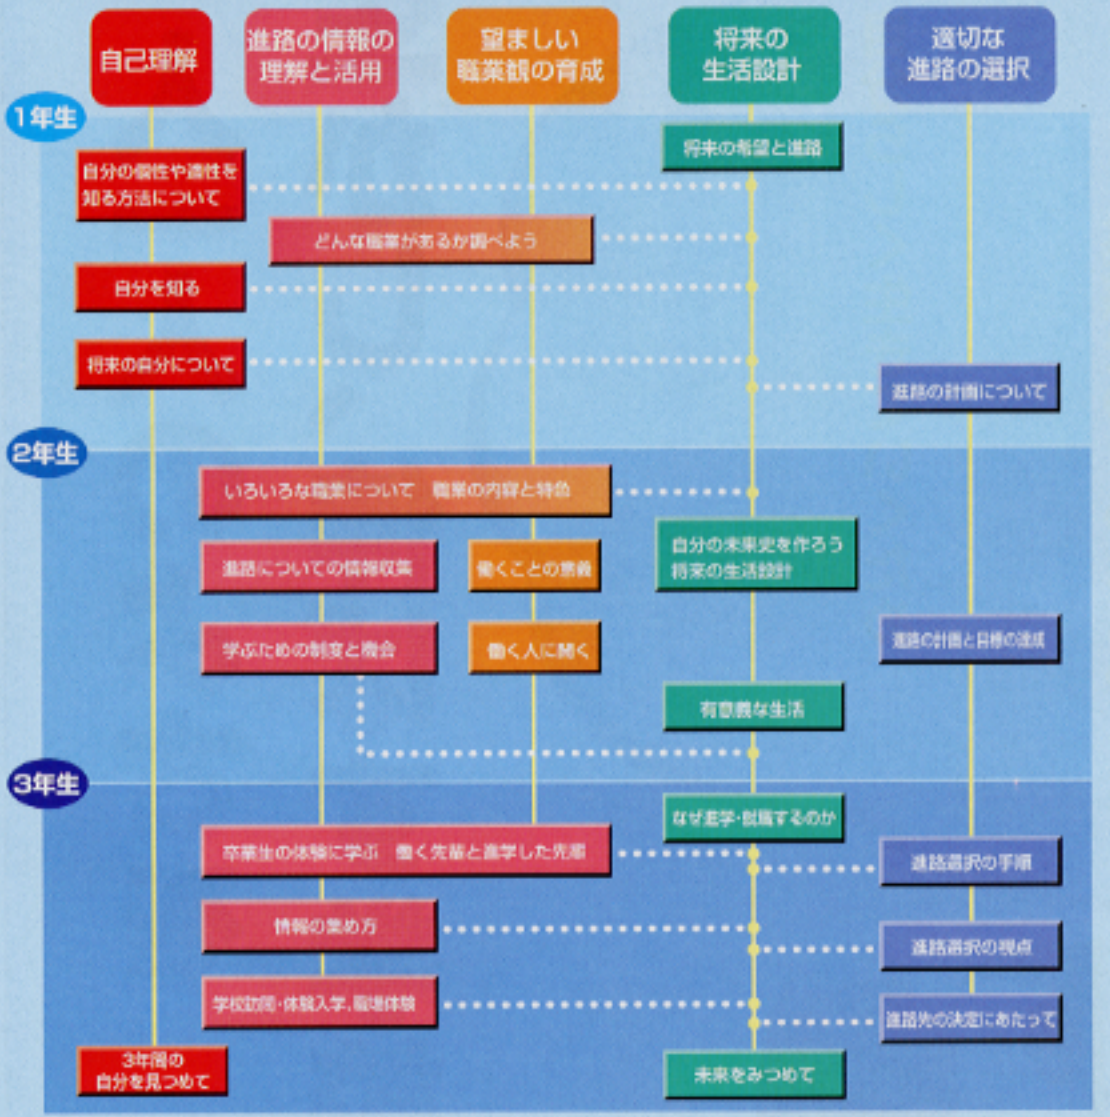 自己理解
進路の情報の
理解と活用
望ましい
職業観の育成
将来の
生活設計
適切な
進路の選択
1年生
将来の希望と進路
自分の個性や適性を
知る方法について
どんな職業があるか調べよう
自分を知る
将来の自分について
進路の計画について
2年生
いろいろな職業について　職業の内容と特色
自分の未来史を作ろう
将来の生活設計
進路についての情報収集
働くことの意義
学ぶための制度と機会
働く人に聞く
進路の計画と目標の達成
有意義な生活
3年生
なぜ進学・就職するのか
卒業生の体験に学ぶ　働く先輩と進学した先輩
進路選択の手順
情報の集め方
進路選択の視点
学校訪問・体験入学、職場体験
進路先の決定にあたって
3年間の
自分を見つめて
未来をみつめて